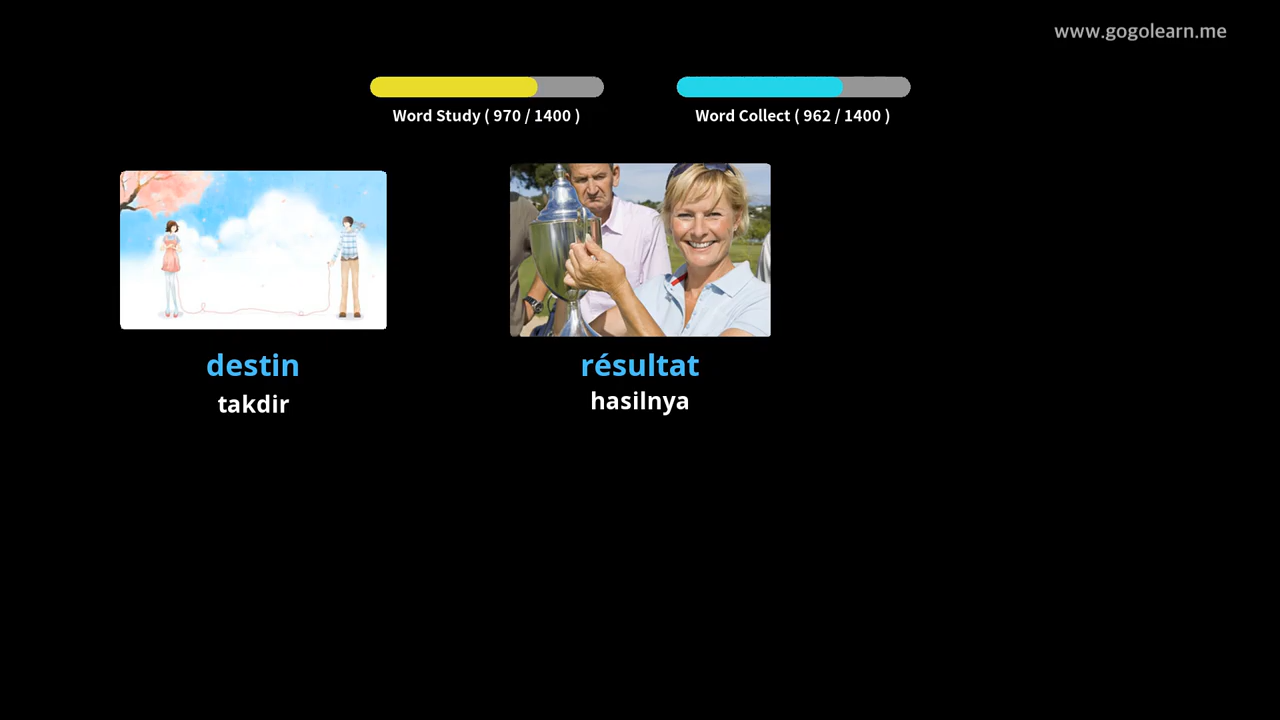 www.gogolearn.me
Word Study ( 970 / 1400 )
Word Collect ( 962 / 1400 )
destin
takdir
résultat
hasilnya